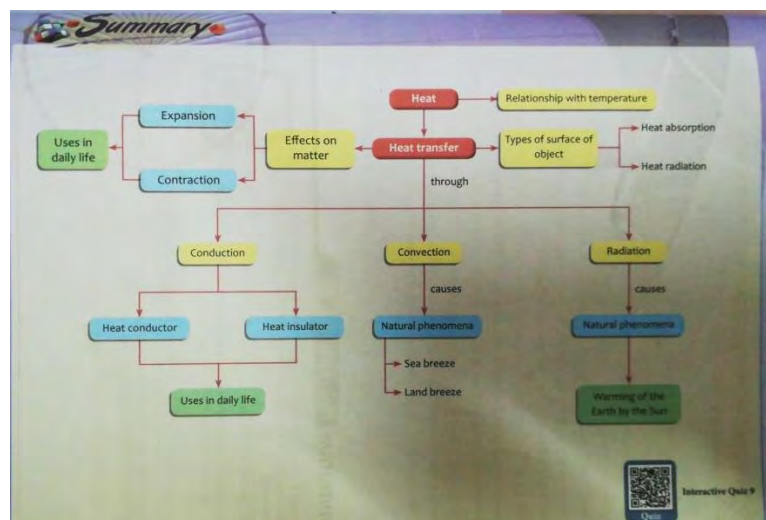 Summary
Heat
Relationship with temperature
Expansion
Uses in
daily life
Effects on
matter
Heat transfer
Types of surface of
object
Heat absorption
Heat radiation
Contraction
through
Conduction
Convection
Radiation
causes
causes
Heat conductor
Heat insulator
Natural phenomena
Natural phenomena
Sea breeze
Land breeze
Uses in daily life
Warming of the
Earth by the Sun
Interactive Quiz 9
Quiz